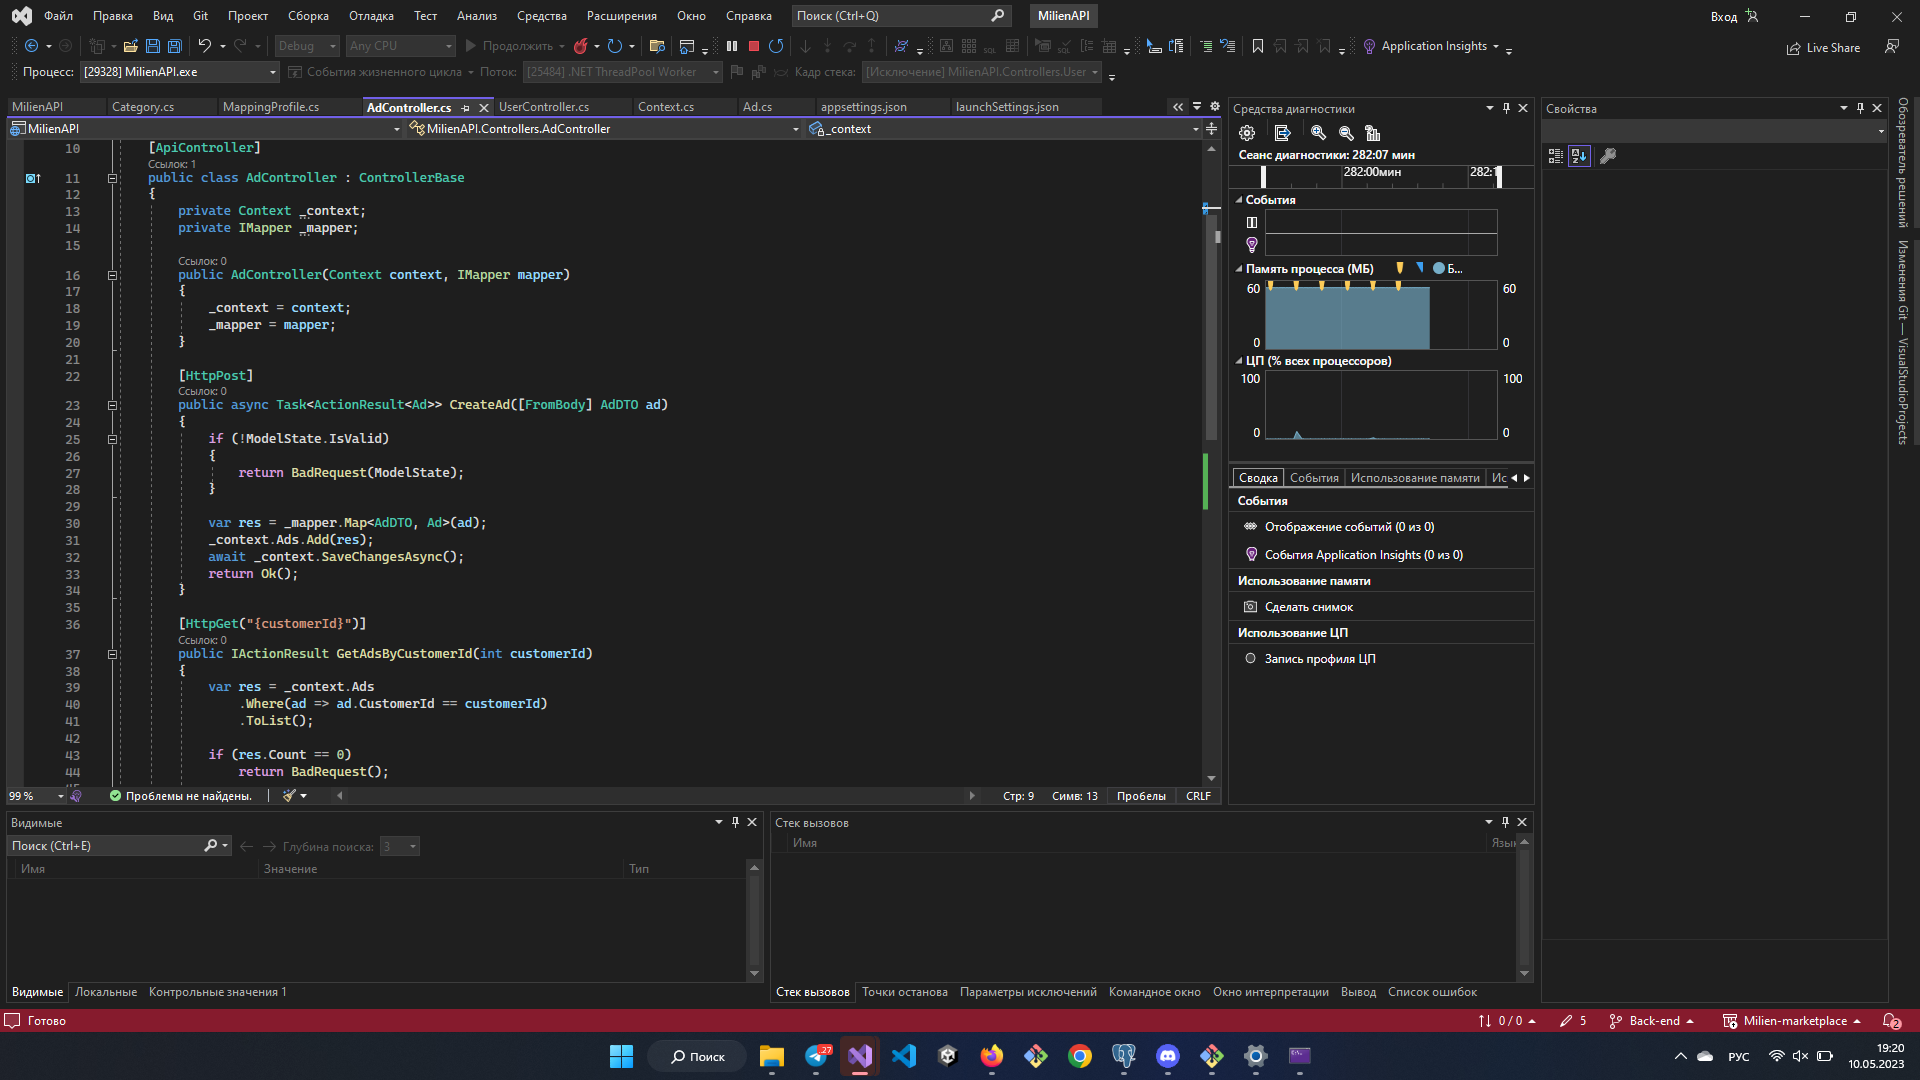 Файл Правка Вид Git Проект Сборка Отладка Тест Анализ Средства Расширения Окно Справка Поиск (Ctrl+Q) MilienAPI Вход
Debug Any CPU Продолжить Application Insights Live Share
Процесс: [29328] MilienAPI.exe События жизненного цикла Поток: [25484] .NET ThreadPool Worker Кадр стека: [Исключение] MilienAPI.Controllers.User
MilienAPI Category.cs MappingProfile.cs AdController.cs UserController.cs Context.cs Ad.cs appsettings.json launchSettings.json
MilienAPI MilienAPI.Controllers.AdController _context
10 [ApiController]
Ссылок: 1
11 public class AdController : ControllerBase
12 {
13 private Context _context;
14 private IMapper _mapper;
15
Ссылок: 0
16 public AdController(Context context, IMapper mapper)
17 {
18 _context = context;
19 _mapper = mapper;
20 }
21
22 [HttpPost]
Ссылок: 0
23 public async Task<ActionResult<Ad>> CreateAd([FromBody] AdDTO ad)
24 {
25 if (!ModelState.IsValid)
26 {
27 return BadRequest(ModelState);
28 }
29
30 var res = _mapper.Map<AdDTO, Ad>(ad);
31 _context.Ads.Add(res);
32 await _context.SaveChangesAsync();
33 return Ok();
34 }
35
36 [HttpGet("{customerId}")]
Ссылок: 0
37 public IActionResult GetAdsByCustomerId(int customerId)
38 {
39 var res = _context.Ads
40 .Where(ad => ad.CustomerId == customerId)
41 .ToList();
42
43 if (res.Count == 0)
44 return BadRequest();
99 % Проблемы не найдены. Стр: 9 Симв: 13 Пробелы CRLF
Средства диагностики
Сеанс диагностики: 282:07 мин
282:00мин 282:1
События
Память процесса (МБ) Б...
60 60
0 0
ЦП (% всех процессоров)
100 100
0 0
Сводка События Использование памяти Ис
События
Отображение событий (0 из 0)
События Application Insights (0 из 0)
Использование памяти
Сделать снимок
Использование ЦП
Запись профиля ЦП
Свойства
Обозреватель решений
Изменения Git — VisualStudioProjects
Видимые
Поиск (Ctrl+E) Глубина поиска: 3
Имя Значение Тип
Видимые Локальные Контрольные значения 1
Стек вызовов
Имя Язык
Стек вызовов Точки останова Параметры исключений Командное окно Окно интерпретации Вывод Список ошибок
Готово 0 / 0 5 Back-end Milien-marketplace 2
Поиск 27 РУС 19:20
10.05.2023